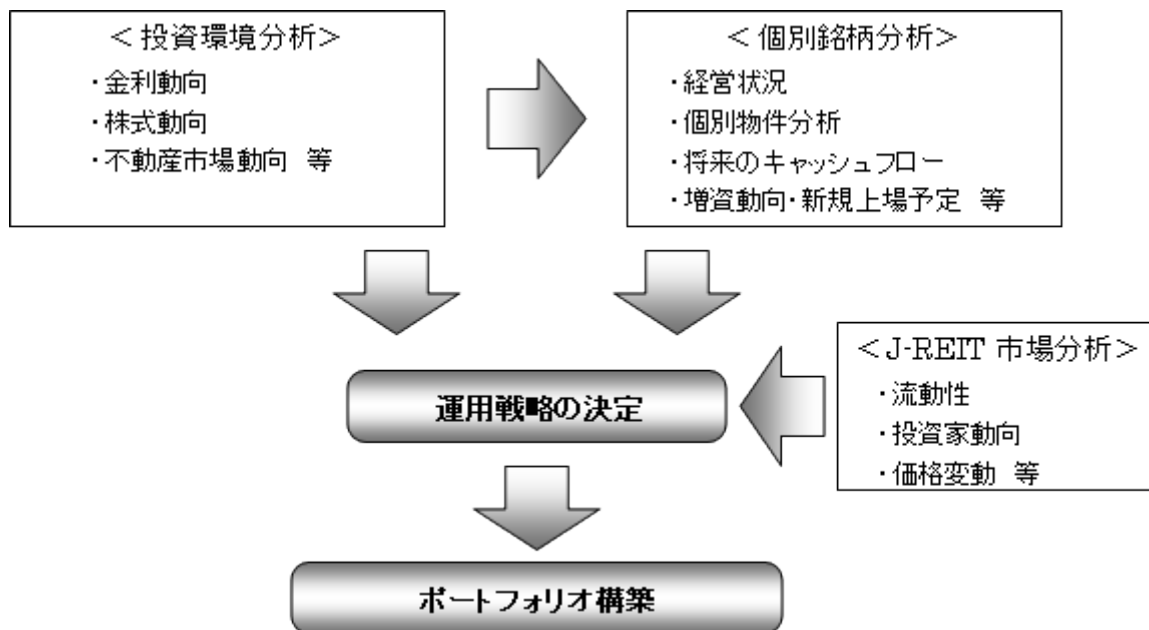 ＜投資環境分析＞
・金利動向
・株式動向
・不動産市場動向 等
＜個別銘柄分析＞
・経営状況
・個別物件分析
・将来のキャッシュフロー
・増資動向・新規上場予定 等
＜J-REIT 市場分析＞
・流動性
・投資家動向
・価格変動 等
運用戦略の決定
ポートフォリオ構築